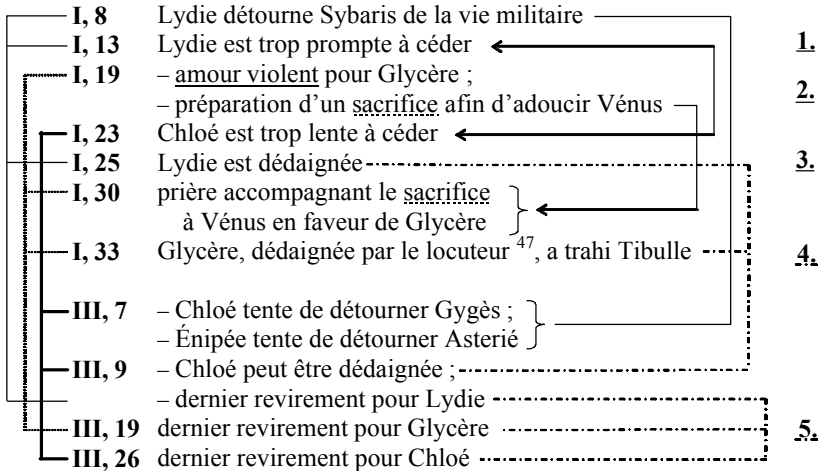 I, 8 Lydie détourne Sybaris de la vie militaire
I, 13 Lydie est trop prompte à céder
1.
I, 19 – amour violent pour Glycère ;
2.
– préparation d’un sacrifice afin d’adoucir Vénus
I, 23 Chloé est trop lente à céder
I, 25 Lydie est dédaignée
3.
I, 30 prière accompagnant le sacrifice
à Vénus en faveur de Glycère
I, 33 Glycère, dédaignée par le locuteur 47, a trahi Tibulle
4.
III, 7 – Chloé tente de détourner Gygès ;
– Énipée tente de détourner Asterié
III, 9 – Chloé peut être dédaignée ;
– dernier revirement pour Lydie
III, 19 dernier revirement pour Glycère
5.
III, 26 dernier revirement pour Chloé